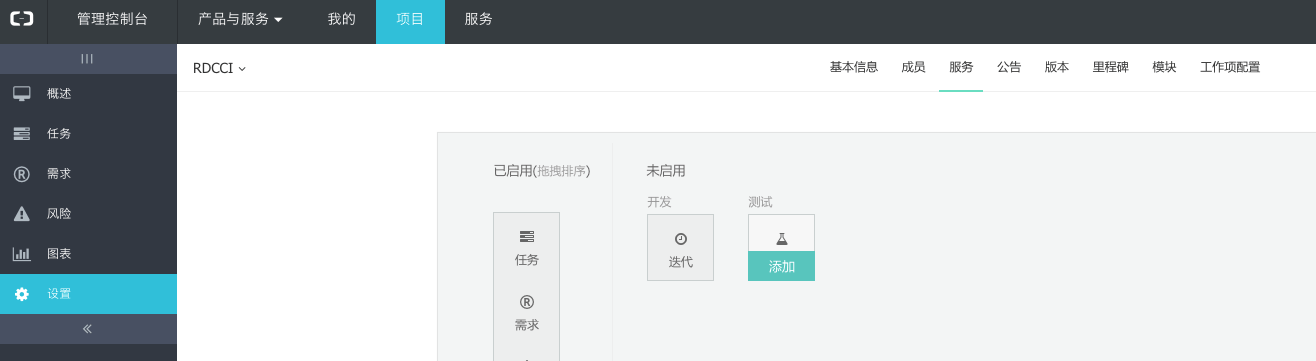 管理控制台 产品与服务 我的 项目 服务
RDCCI 基本信息 成员 服务 公告 版本 里程碑 模块 工作项配置
概述
任务
需求
风险
图表
设置
已启用(拖拽排序) 未启用
开发 测试
任务 迭代 添加
需求